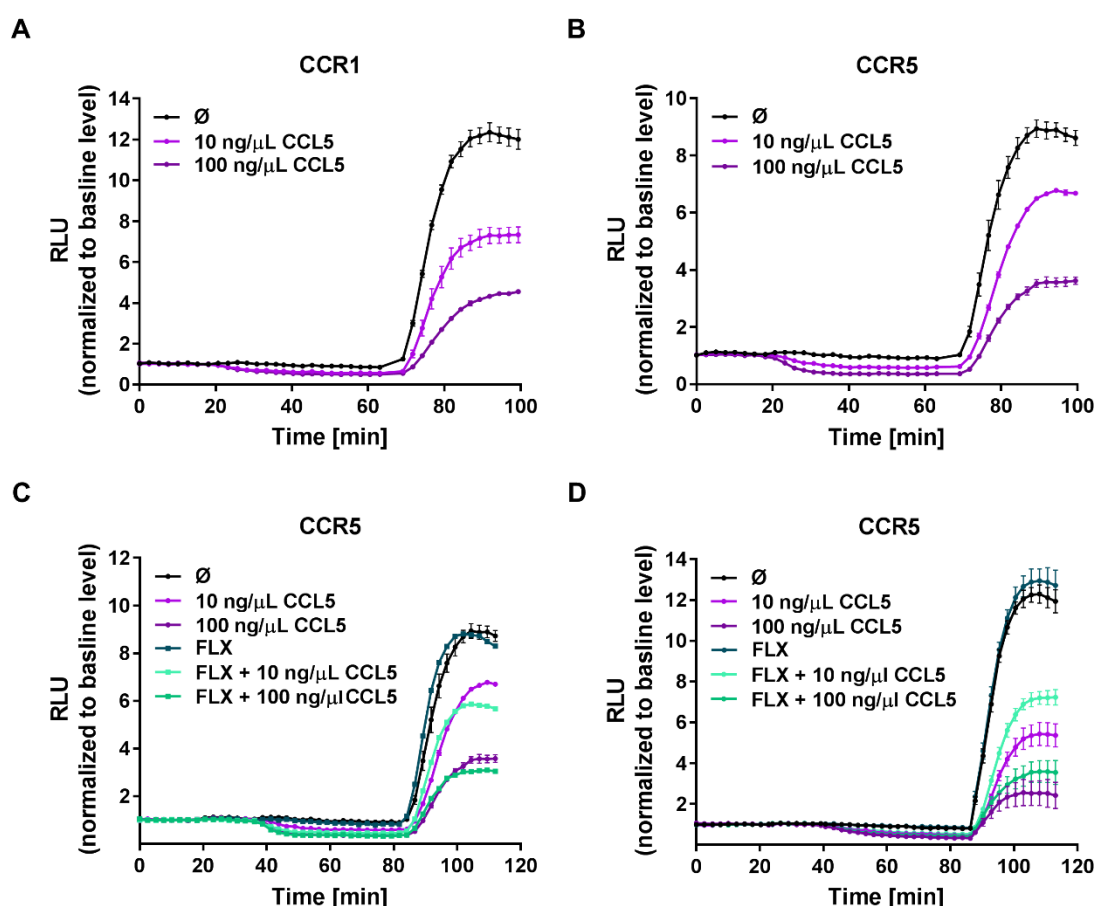 A
CCR1
RLU
(normalized to basline level)
14
12
10
8
6
4
2
0
Ø
10 ng/μL CCL5
100 ng/μL CCL5
0 20 40 60 80 100
Time [min]
B
CCR5
RLU
(normalized to basline level)
10
8
6
4
2
0
Ø
10 ng/μL CCL5
100 ng/μL CCL5
0 20 40 60 80 100
Time [min]
C
CCR5
RLU
(normalized to basline level)
12
10
8
6
4
2
Ø
10 ng/μL CCL5
100 ng/μL CCL5
FLX
FLX + 10 ng/μL CCL5
FLX + 100 ng/μl CCL5
0 20 40 60 80 100 120
Time [min]
D
CCR5
RLU
(normalized to basline level)
14
12
10
8
6
4
2
Ø
10 ng/μL CCL5
100 ng/μL CCL5
FLX
FLX + 10 ng/μl CCL5
FLX + 100 ng/μl CCL5
0 20 40 60 80 100 120
Time [min]